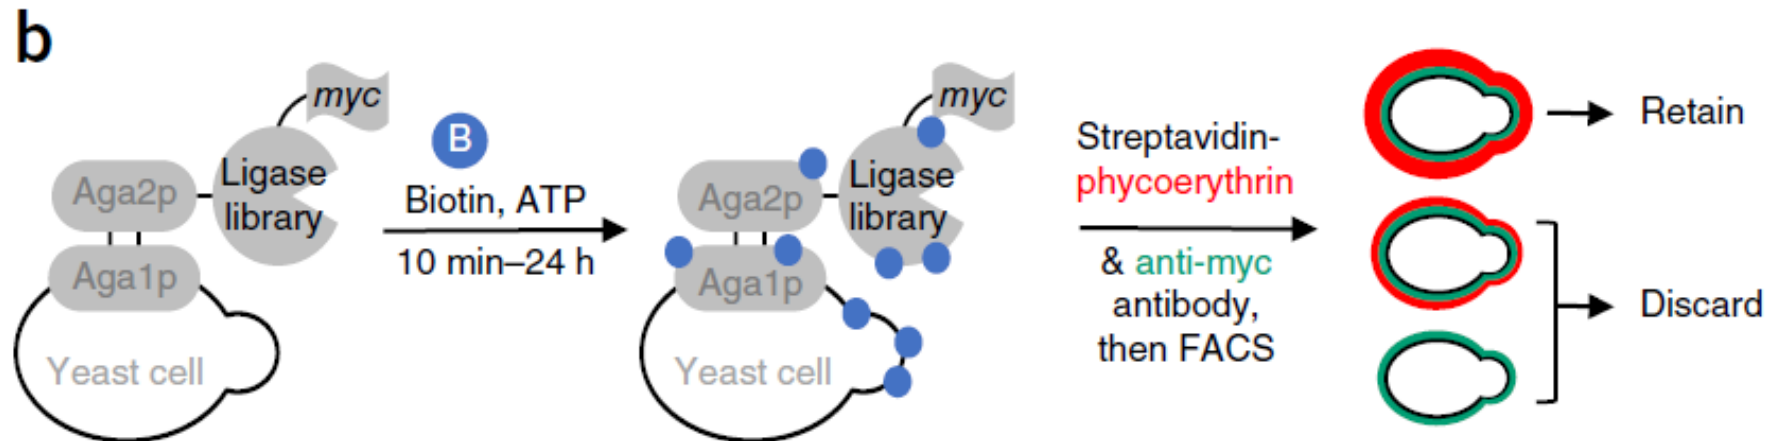 b
myc
Ligase
library
Aga2p
Aga1p
Yeast cell
B
Biotin, ATP
10 min–24 h
myc
Ligase
library
Aga2p
Aga1p
Yeast cell
Streptavidin-
phycoerythrin
& anti-myc
antibody,
then FACS
Retain
Discard